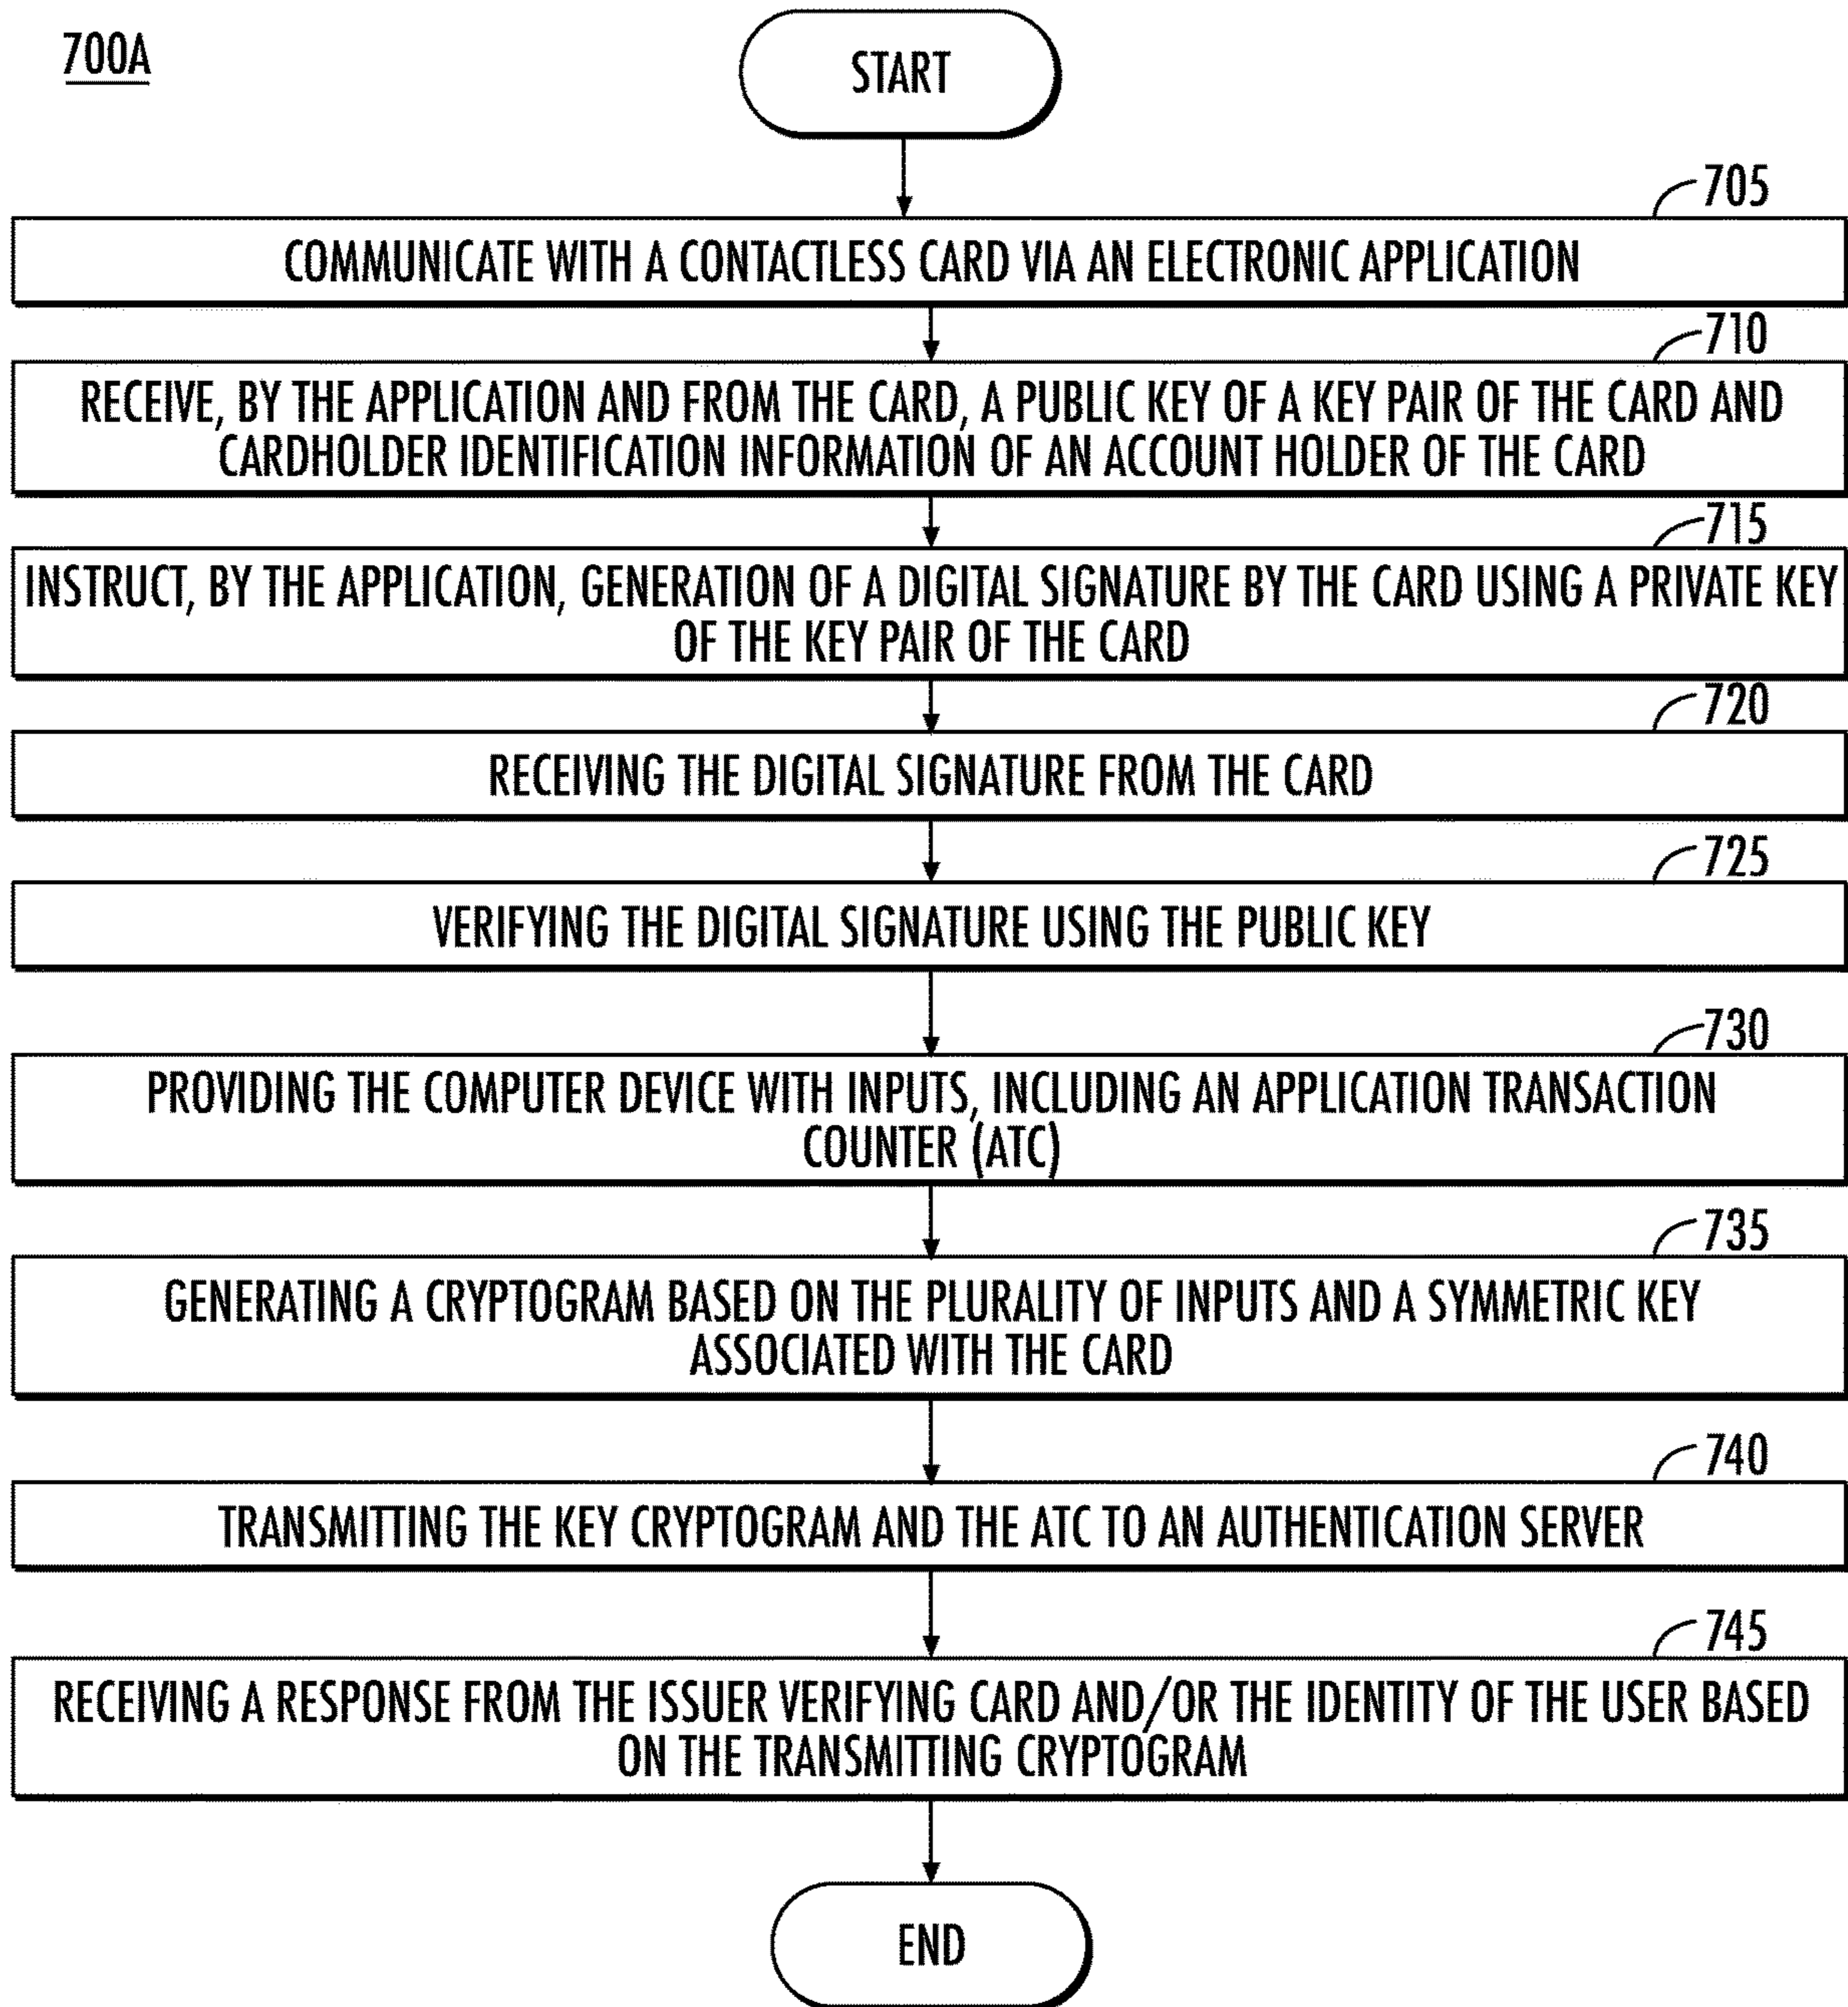 700A
START
705
COMMUNICATE WITH A CONTACTLESS CARD VIA AN ELECTRONIC APPLICATION
710
RECEIVE, BY THE APPLICATION AND FROM THE CARD, A PUBLIC KEY OF A KEY PAIR OF THE CARD AND
CARDHOLDER IDENTIFICATION INFORMATION OF AN ACCOUNT HOLDER OF THE CARD
715
INSTRUCT, BY THE APPLICATION, GENERATION OF A DIGITAL SIGNATURE BY THE CARD USING A PRIVATE KEY
OF THE KEY PAIR OF THE CARD
720
RECEIVING THE DIGITAL SIGNATURE FROM THE CARD
725
VERIFYING THE DIGITAL SIGNATURE USING THE PUBLIC KEY
730
PROVIDING THE COMPUTER DEVICE WITH INPUTS, INCLUDING AN APPLICATION TRANSACTION
COUNTER (ATC)
735
GENERATING A CRYPTOGRAM BASED ON THE PLURALITY OF INPUTS AND A SYMMETRIC KEY
ASSOCIATED WITH THE CARD
740
TRANSMITTING THE KEY CRYPTOGRAM AND THE ATC TO AN AUTHENTICATION SERVER
745
RECEIVING A RESPONSE FROM THE ISSUER VERIFYING CARD AND/OR THE IDENTITY OF THE USER BASED
ON THE TRANSMITTING CRYPTOGRAM
END